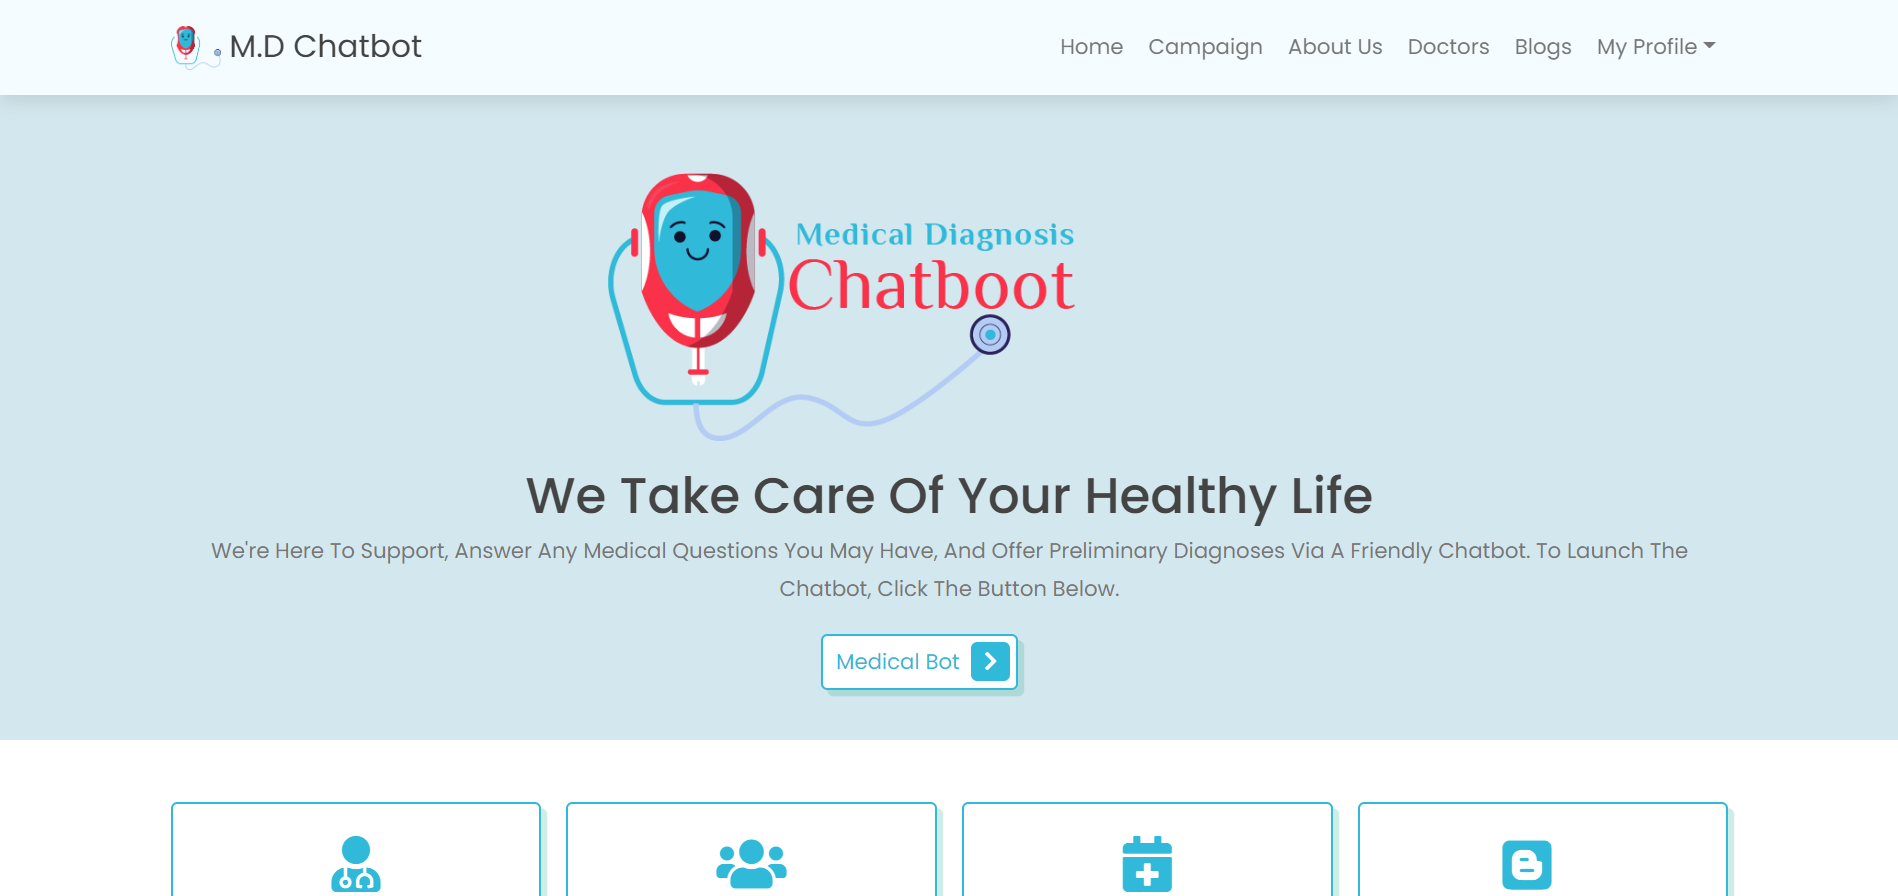 M.D Chatbot
Home Campaign About Us Doctors Blogs My Profile
Medical Diagnosis
Chatboot
We Take Care Of Your Healthy Life
We're Here To Support, Answer Any Medical Questions You May Have, And Offer Preliminary Diagnoses Via A Friendly Chatbot. To Launch The
Chatbot, Click The Button Below.
Medical Bot